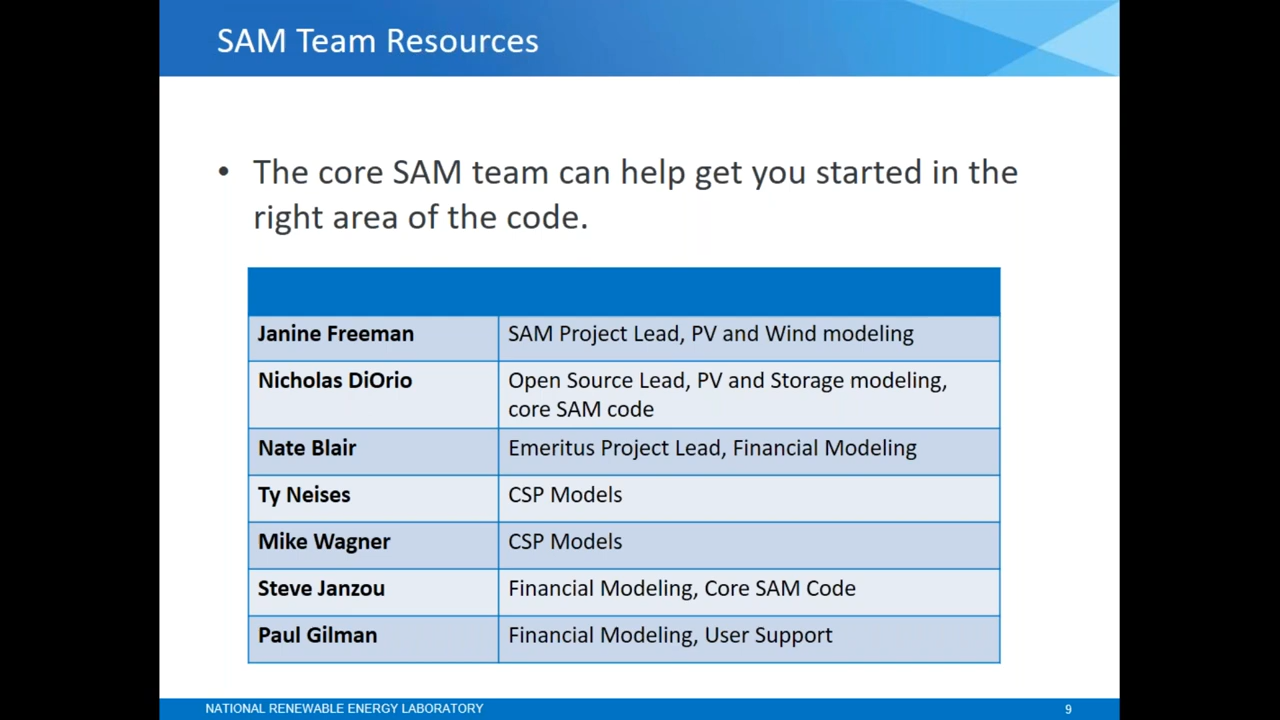 SAM Team Resources
• The core SAM team can help get you started in the
right area of the code.
Janine Freeman
SAM Project Lead, PV and Wind modeling
Nicholas DiOrio
Open Source Lead, PV and Storage modeling,
core SAM code
Nate Blair
Emeritus Project Lead, Financial Modeling
Ty Neises
CSP Models
Mike Wagner
CSP Models
Steve Janzou
Financial Modeling, Core SAM Code
Paul Gilman
Financial Modeling, User Support
NATIONAL RENEWABLE ENERGY LABORATORY
9